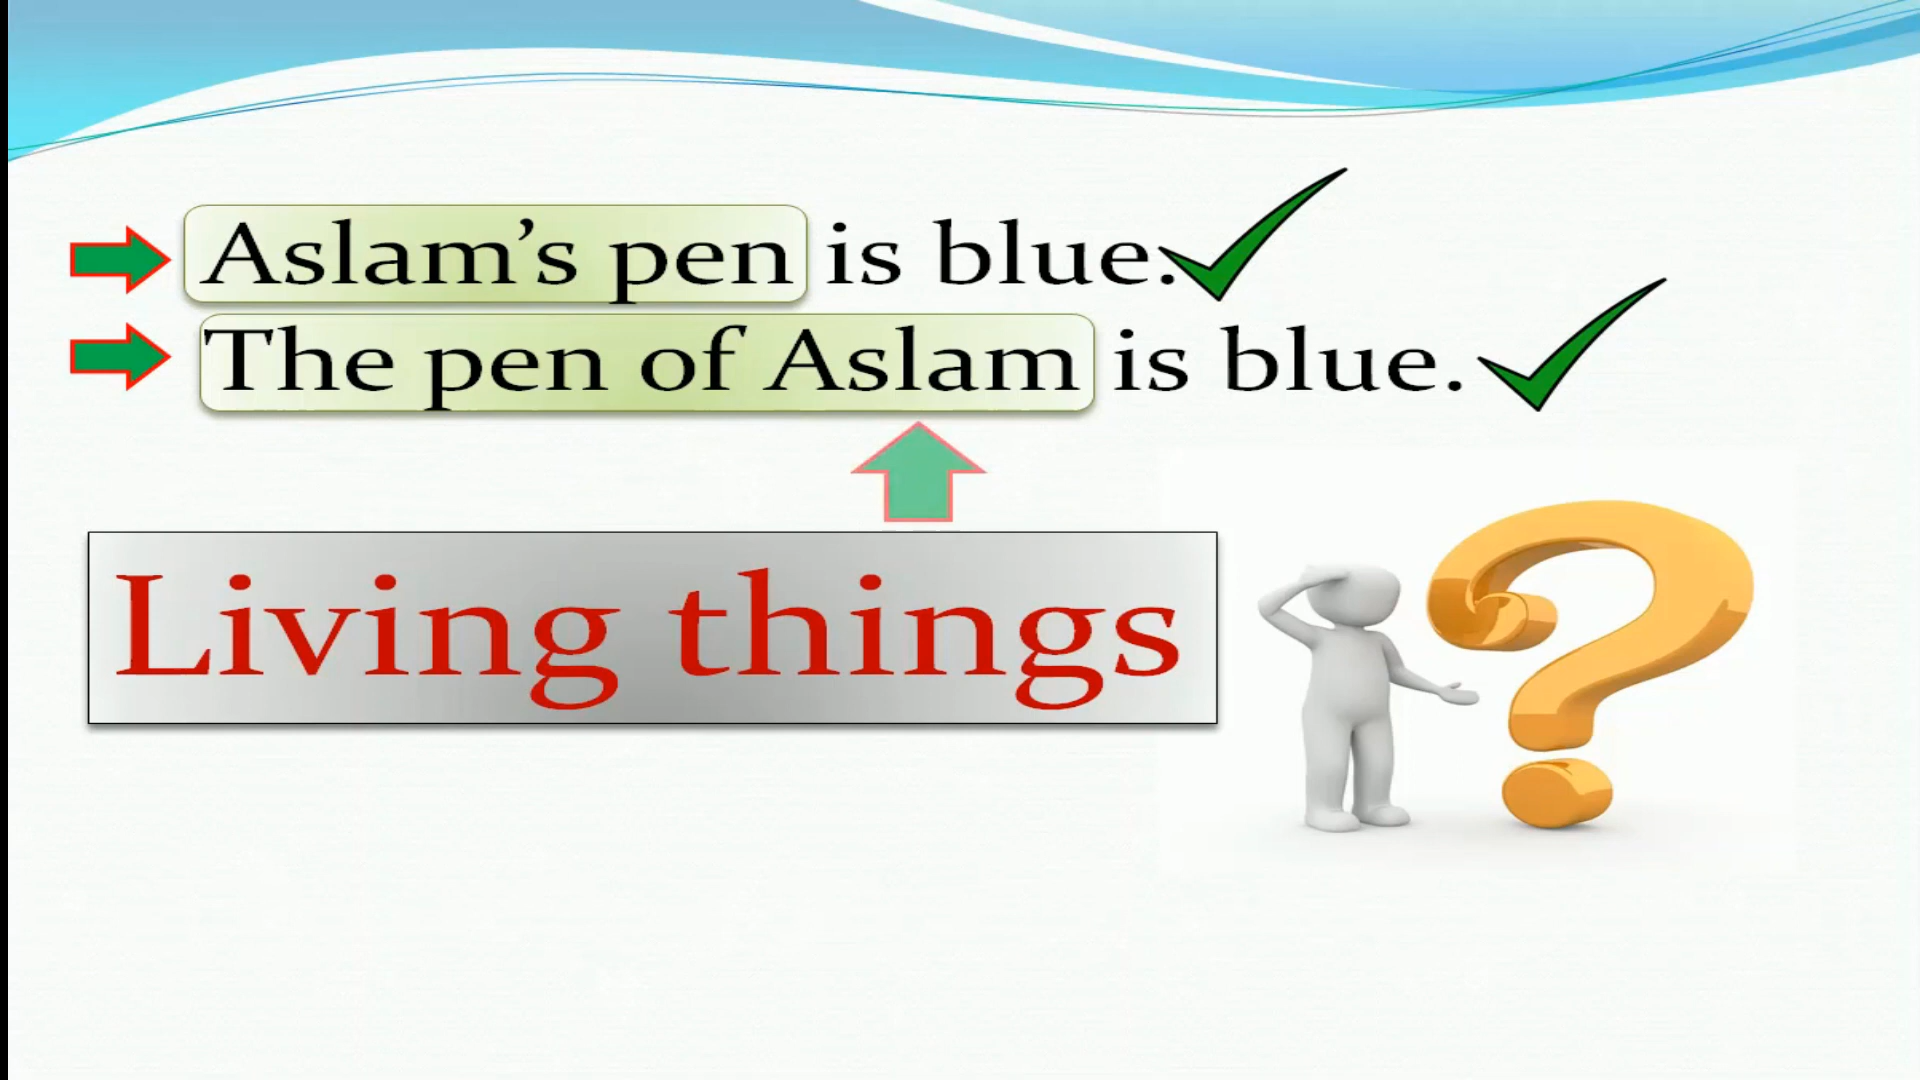 Aslam’s pen is blue.
The pen of Aslam is blue.
Living things